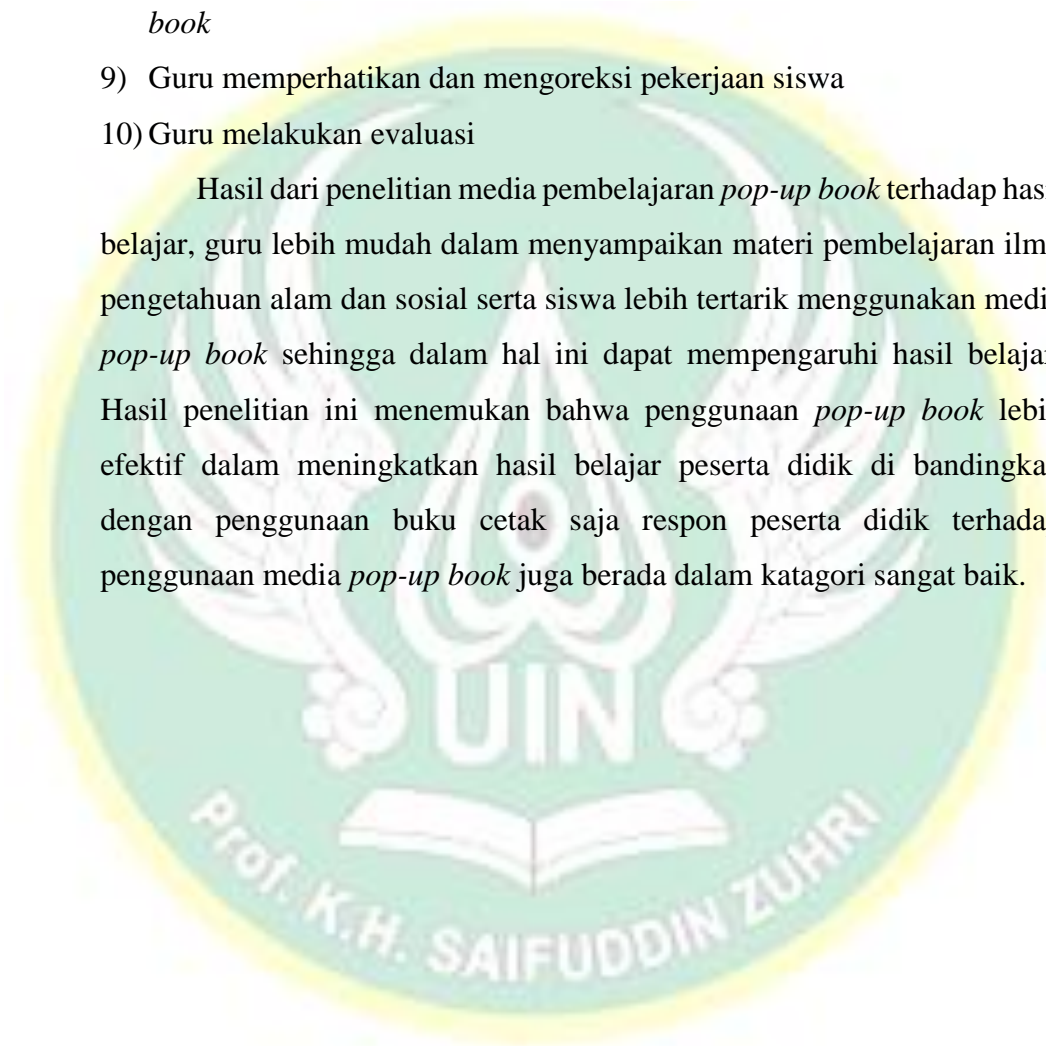 book
9) Guru memperhatikan dan mengoreksi pekerjaan siswa
10) Guru melakukan evaluasi
Hasil dari penelitian media pembelajaran pop-up book terhadap has
belajar, guru lebih mudah dalam menyampaikan materi pembelajaran ilm
pengetahuan alam dan sosial serta siswa lebih tertarik menggunakan medi
pop-up book sehingga dalam hal ini dapat mempengaruhi hasil belaja
Hasil penelitian ini menemukan bahwa penggunaan pop-up book lebi
efektif dalam meningkatkan hasil belajar peserta didik di bandingka
dengan penggunaan buku cetak saja respon peserta didik terhada
penggunaan media pop-up book juga berada dalam katagori sangat baik.
UIN
Prof. K.H. SAIFUDDIN ZUHRI